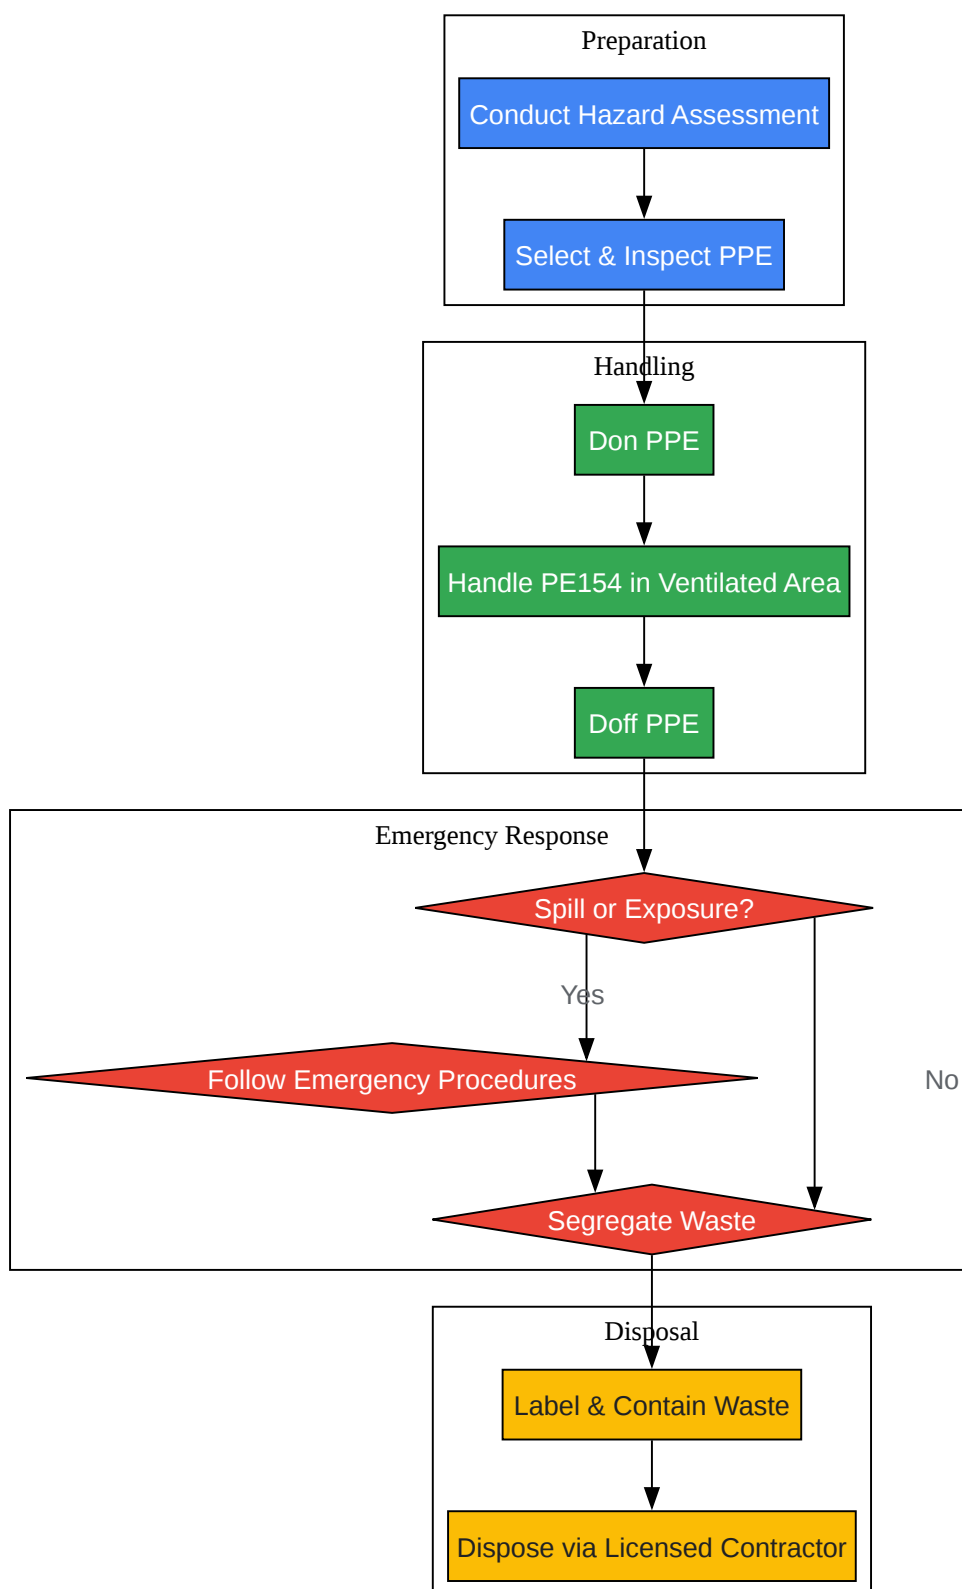 Preparation
Conduct Hazard Assessment
Select & Inspect PPE
Handling
Don PPE
Handle PE154 in Ventilated Area
Doff PPE
Emergency Response
Spill or Exposure?
Yes
Follow Emergency Procedures
No
Segregate Waste
Disposal
Label & Contain Waste
Dispose via Licensed Contractor